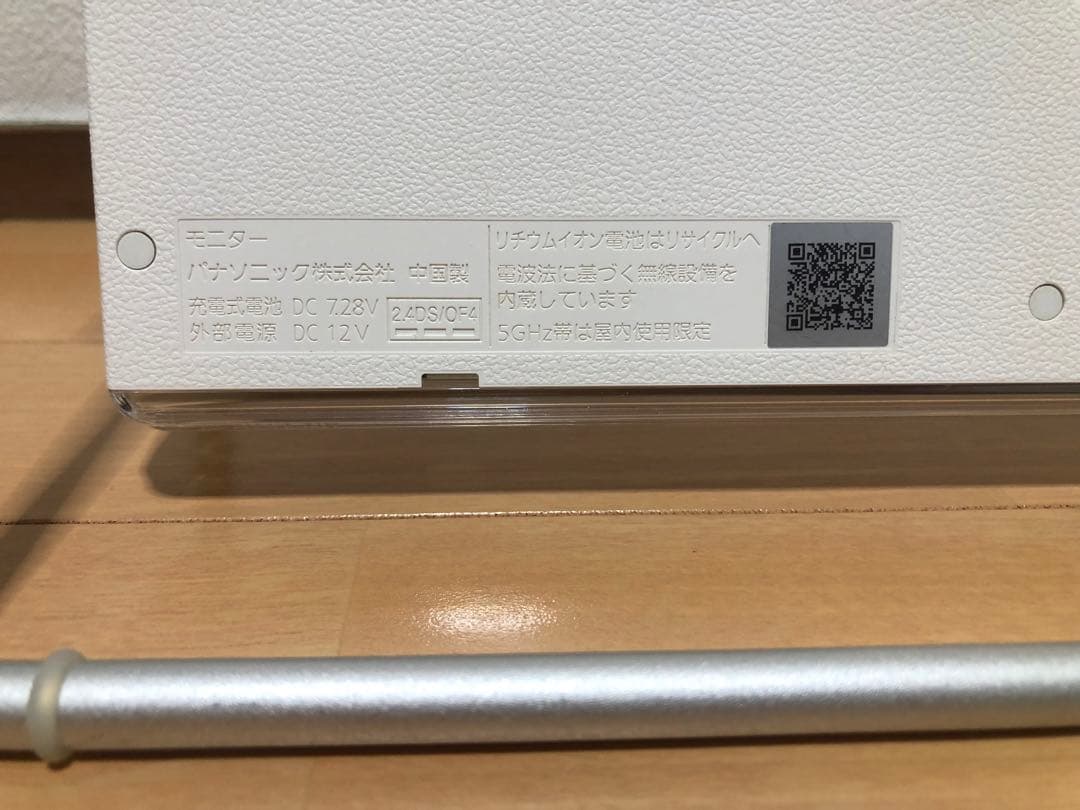 モニター
パナソニック株式会社 中国製
充電式電池 DC 7.28V
外部電源 DC 12V
2.4DS/OF4
リチウムイオン電池はリサイクルへ
電波法に基づく無線設備を
内蔵しています
5GHz帯は屋内使用限定